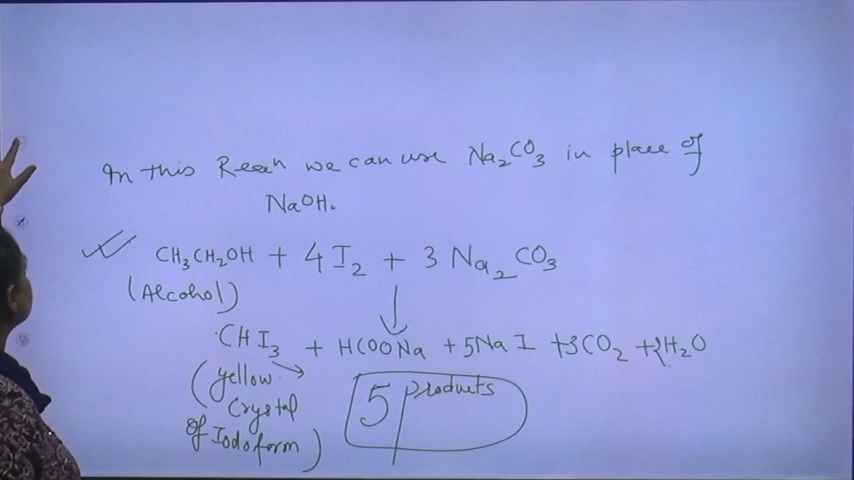 In this Reacn we can use Na₂CO₃ in place of
NaOH.
CH₃CH₂OH + 4 I₂ + 3 Na₂CO₃
(Alcohol)
CHI₃ + HCOONa + 5NaI + 3CO₂ + H₂O
(yellow
Crystal
of Iodoform)
5 products